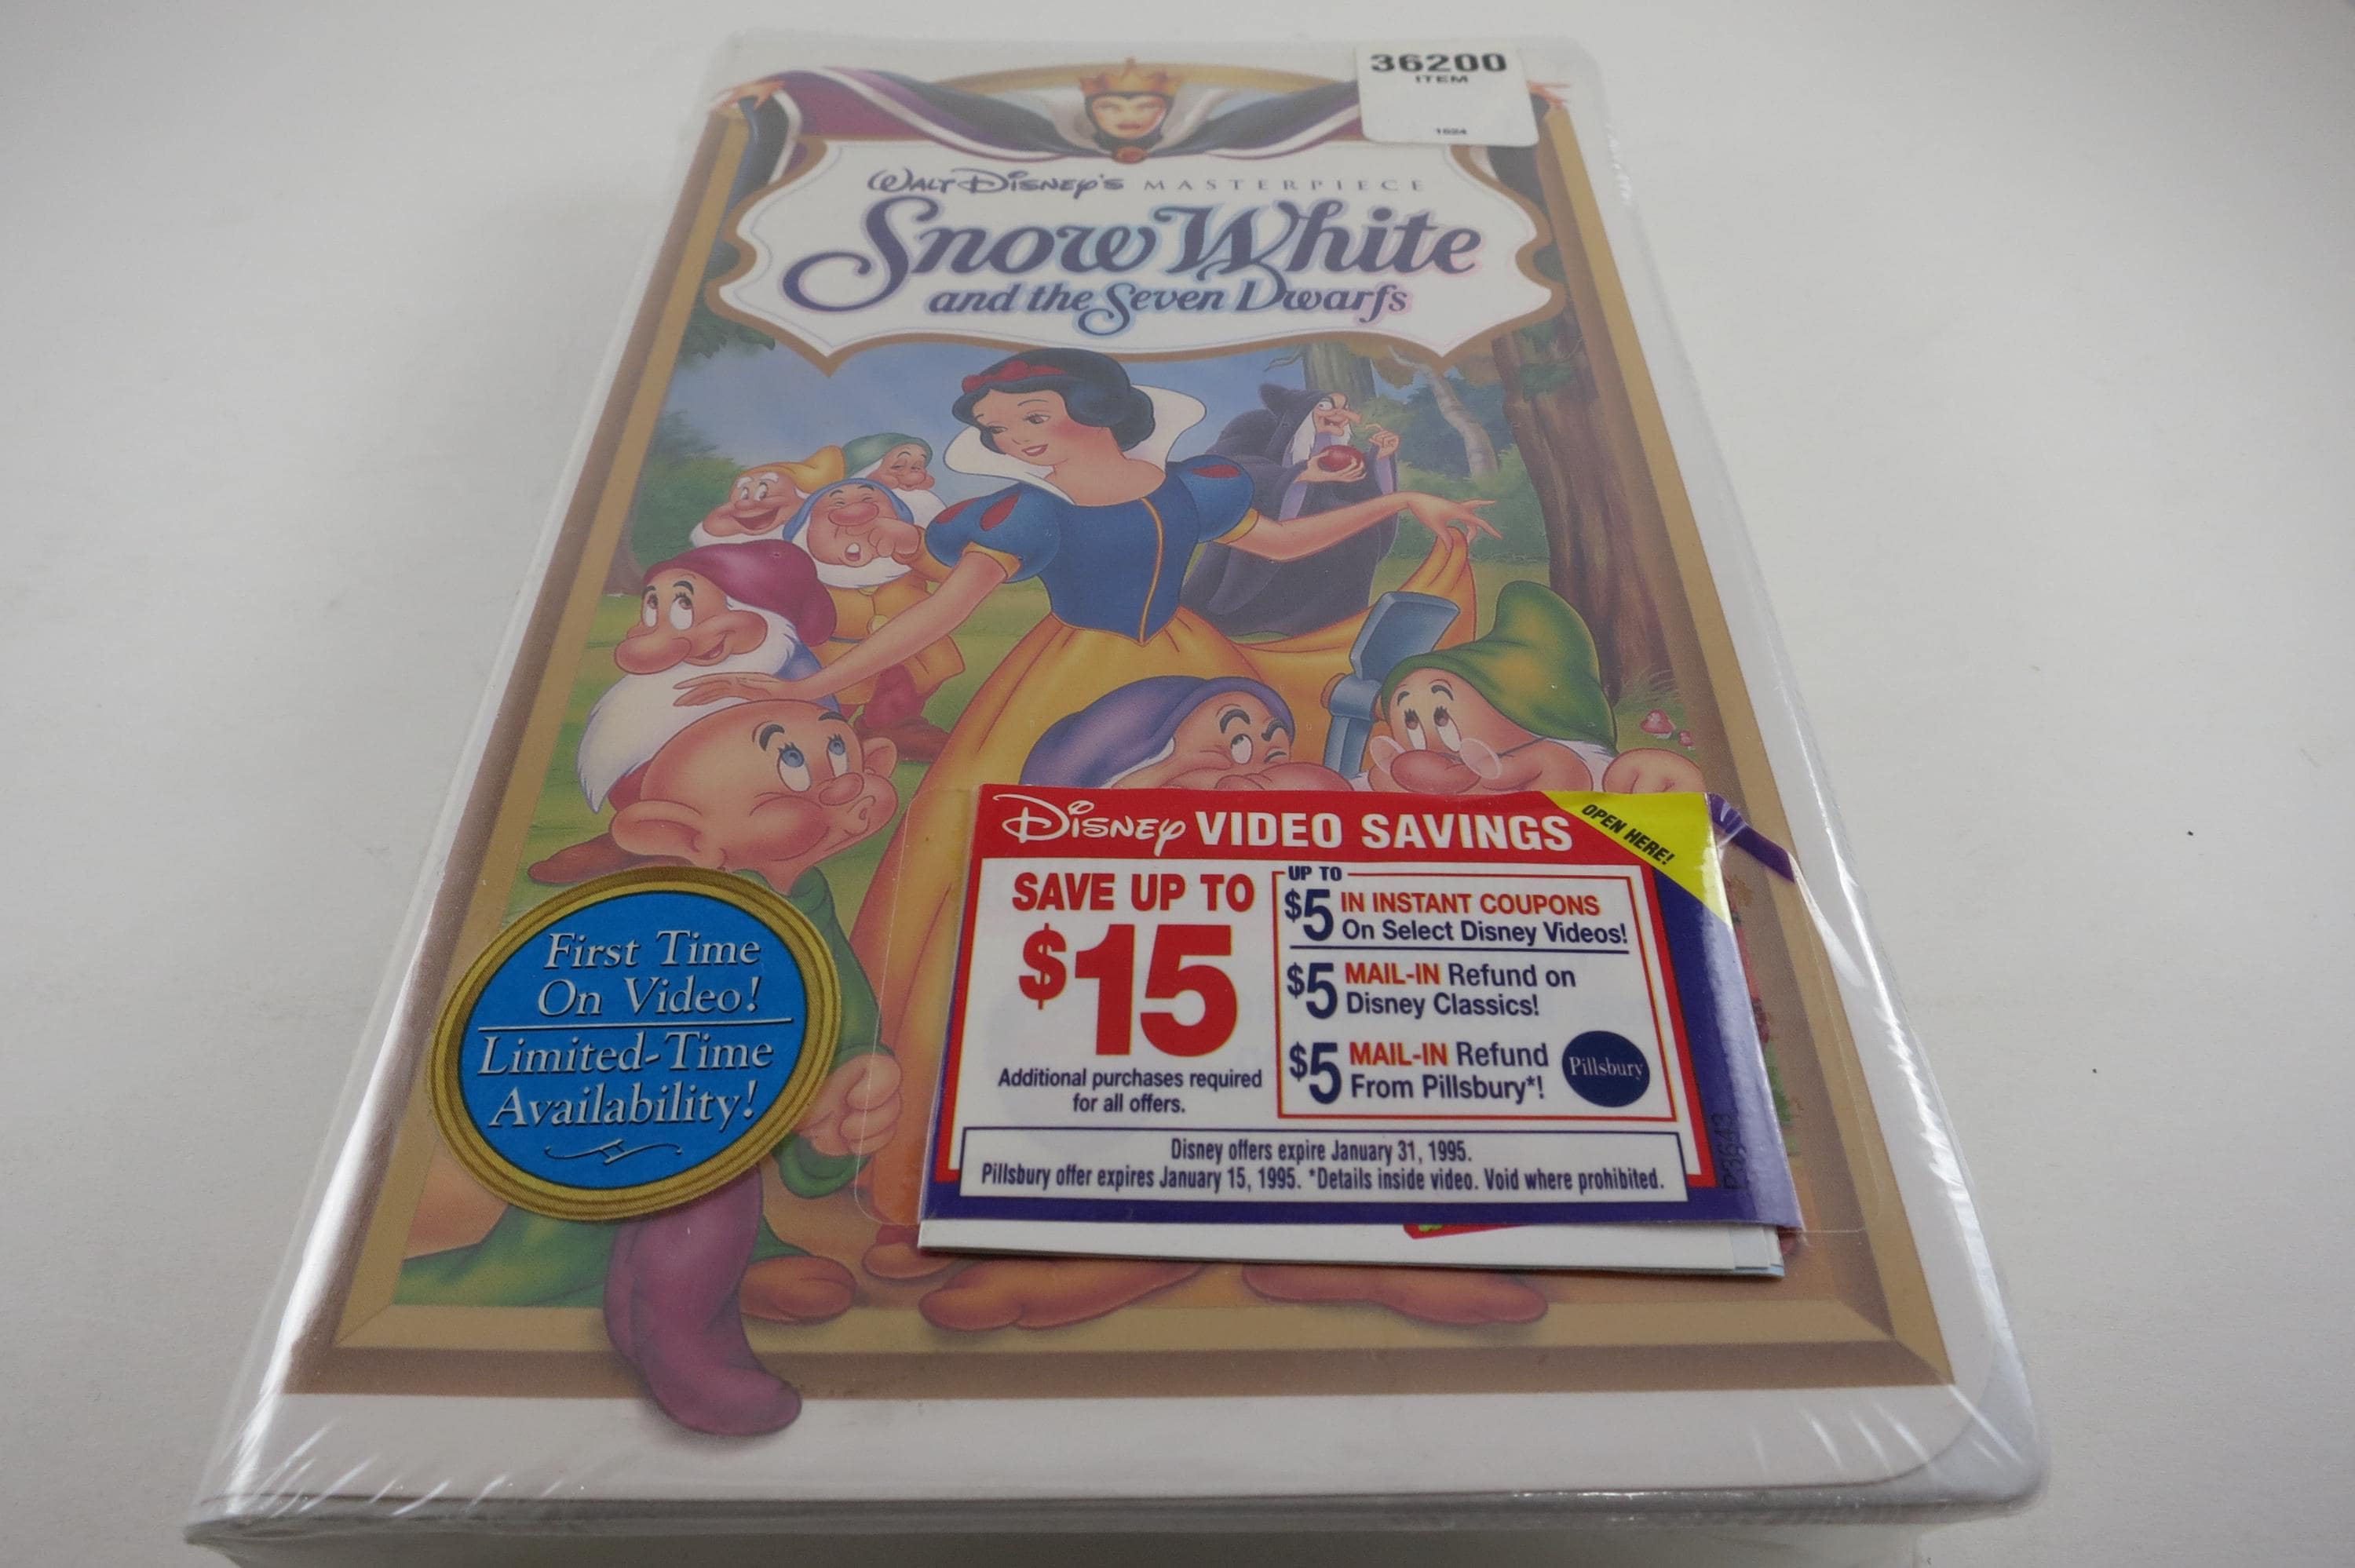 36200
ITEM
1024
WALT DISNEY'S MASTERPIECE
Snow White
and the Seven Dwarfs
DISNEY VIDEO SAVINGS
OPEN HERE!
SAVE UP TO
$15
Additional purchases required
for all offers.
UP TO
$5 IN INSTANT COUPONS
On Select Disney Videos!
$5 MAIL-IN Refund on
Disney Classics!
$5 MAIL-IN Refund
From Pillsbury*!
Pillsbury
Disney offers expire January 31, 1995.
Pillsbury offer expires January 15, 1995. *Details inside video. Void where prohibited.
First Time
On Video!
Limited-Time
Availability!